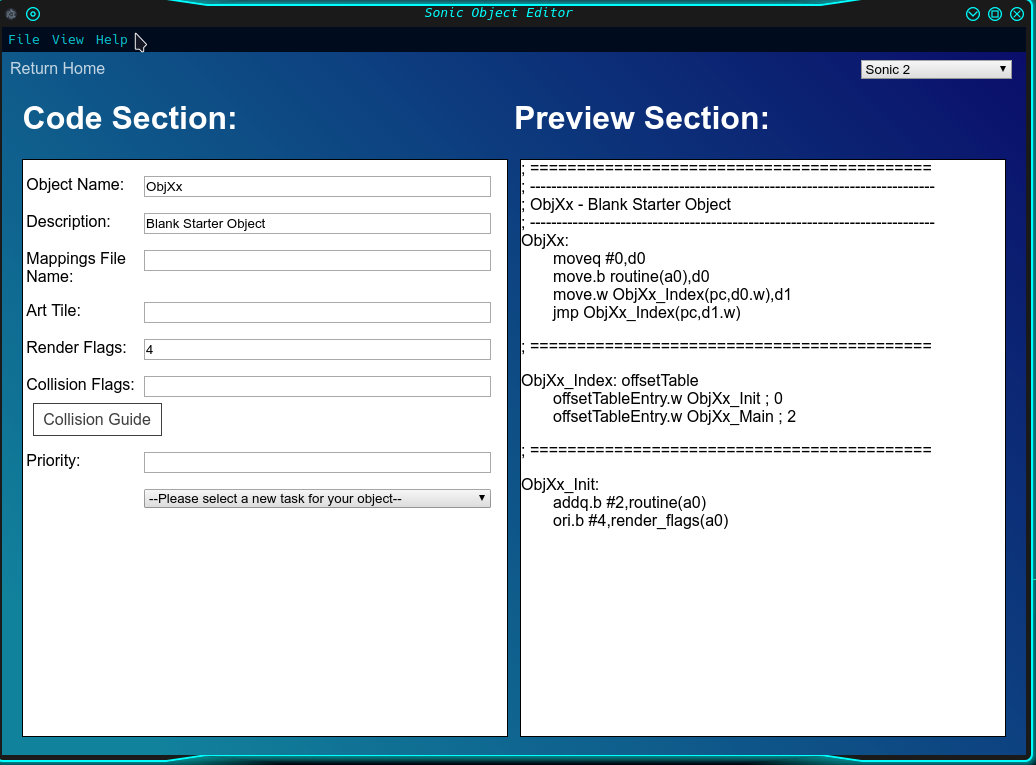 Sonic Object Editor
File View Help
Return Home
Sonic 2
Code Section:
Object Name: ObjXx
Description: Blank Starter Object
Mappings File
Name:
Art Tile:
Render Flags: 4
Collision Flags:
Collision Guide
Priority:
--Please select a new task for your object--
Preview Section:
; ===========================================
; ---------------------------------------------------------------------------
; ObjXx - Blank Starter Object
; ---------------------------------------------------------------------------
ObjXx:
moveq #0,d0
move.b routine(a0),d0
move.w ObjXx_Index(pc,d0.w),d1
jmp ObjXx_Index(pc,d1.w)
; ===========================================
ObjXx_Index: offsetTable
offsetTableEntry.w ObjXx_Init ; 0
offsetTableEntry.w ObjXx_Main ; 2
; ===========================================
ObjXx_Init:
addq.b #2,routine(a0)
ori.b #4,render_flags(a0)